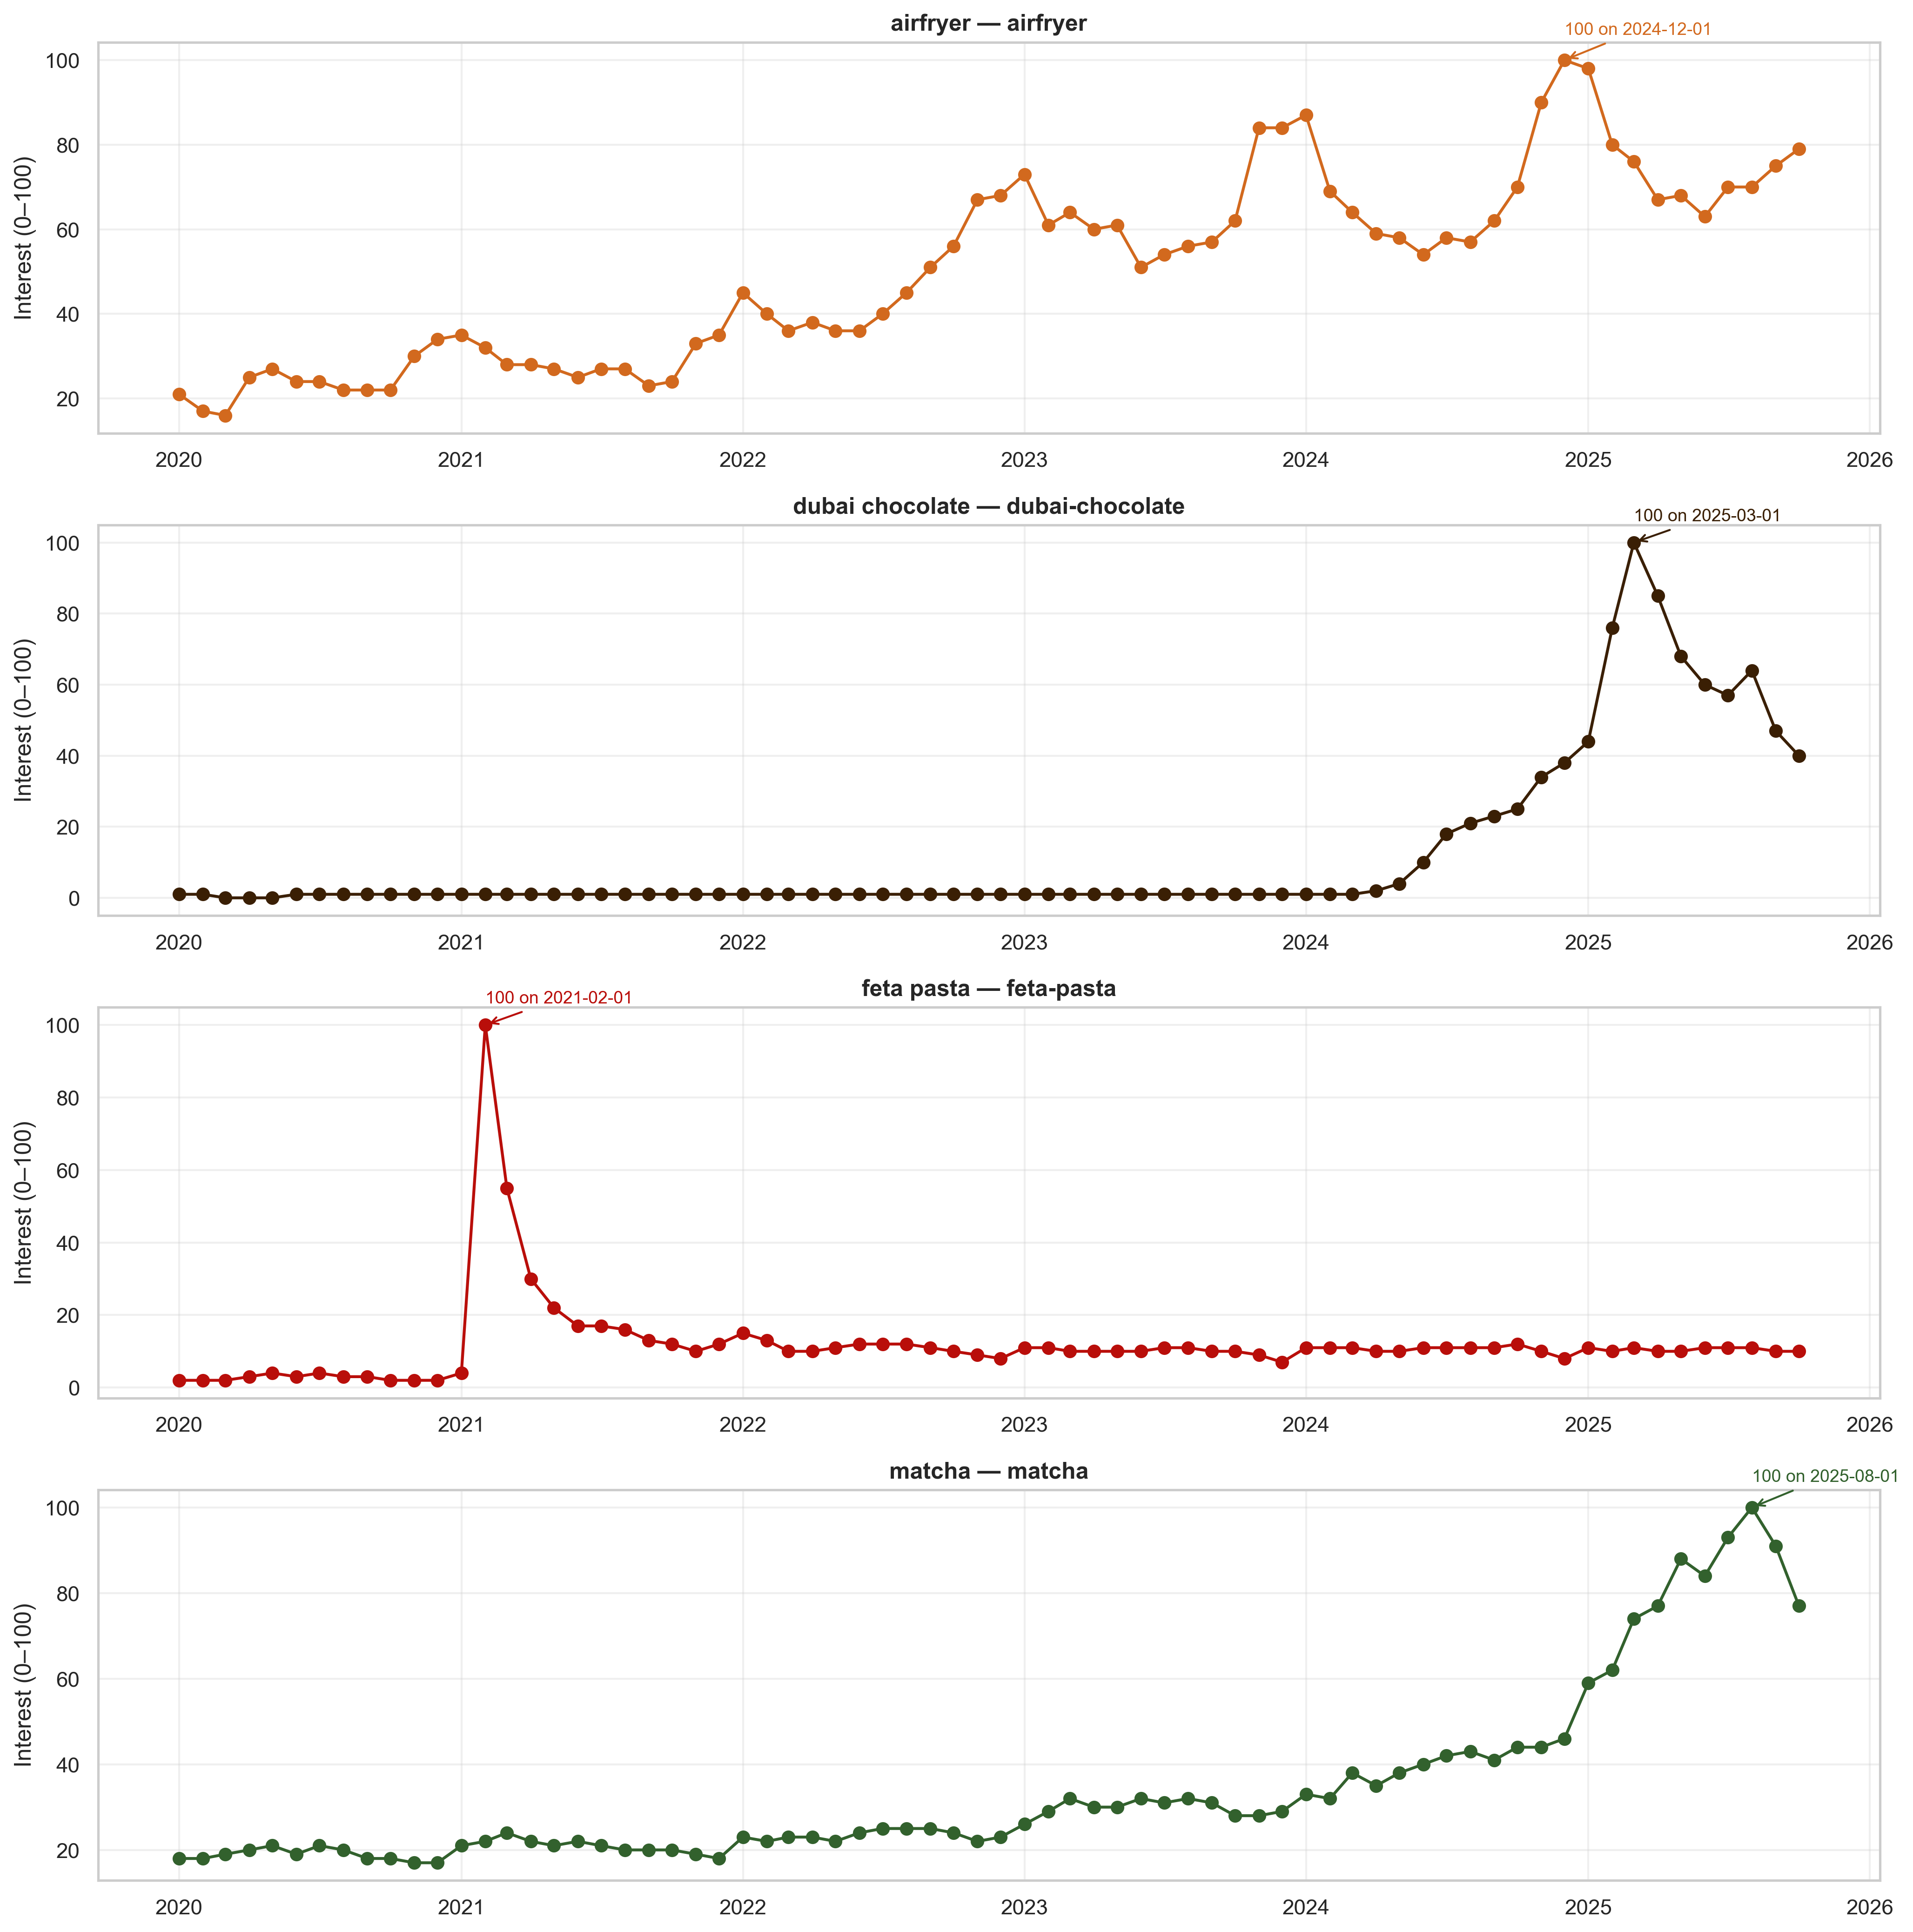 airfryer — airfryer
100 on 2024-12-01
Interest (0–100)
100
80
60
40
20
2020 2021 2022 2023 2024 2025 2026
dubai chocolate — dubai-chocolate
100 on 2025-03-01
Interest (0–100)
100
80
60
40
20
0
2020 2021 2022 2023 2024 2025 2026
feta pasta — feta-pasta
100 on 2021-02-01
Interest (0–100)
100
80
60
40
20
0
2020 2021 2022 2023 2024 2025 2026
matcha — matcha
100 on 2025-08-01
Interest (0–100)
100
80
60
40
20
2020 2021 2022 2023 2024 2025 2026